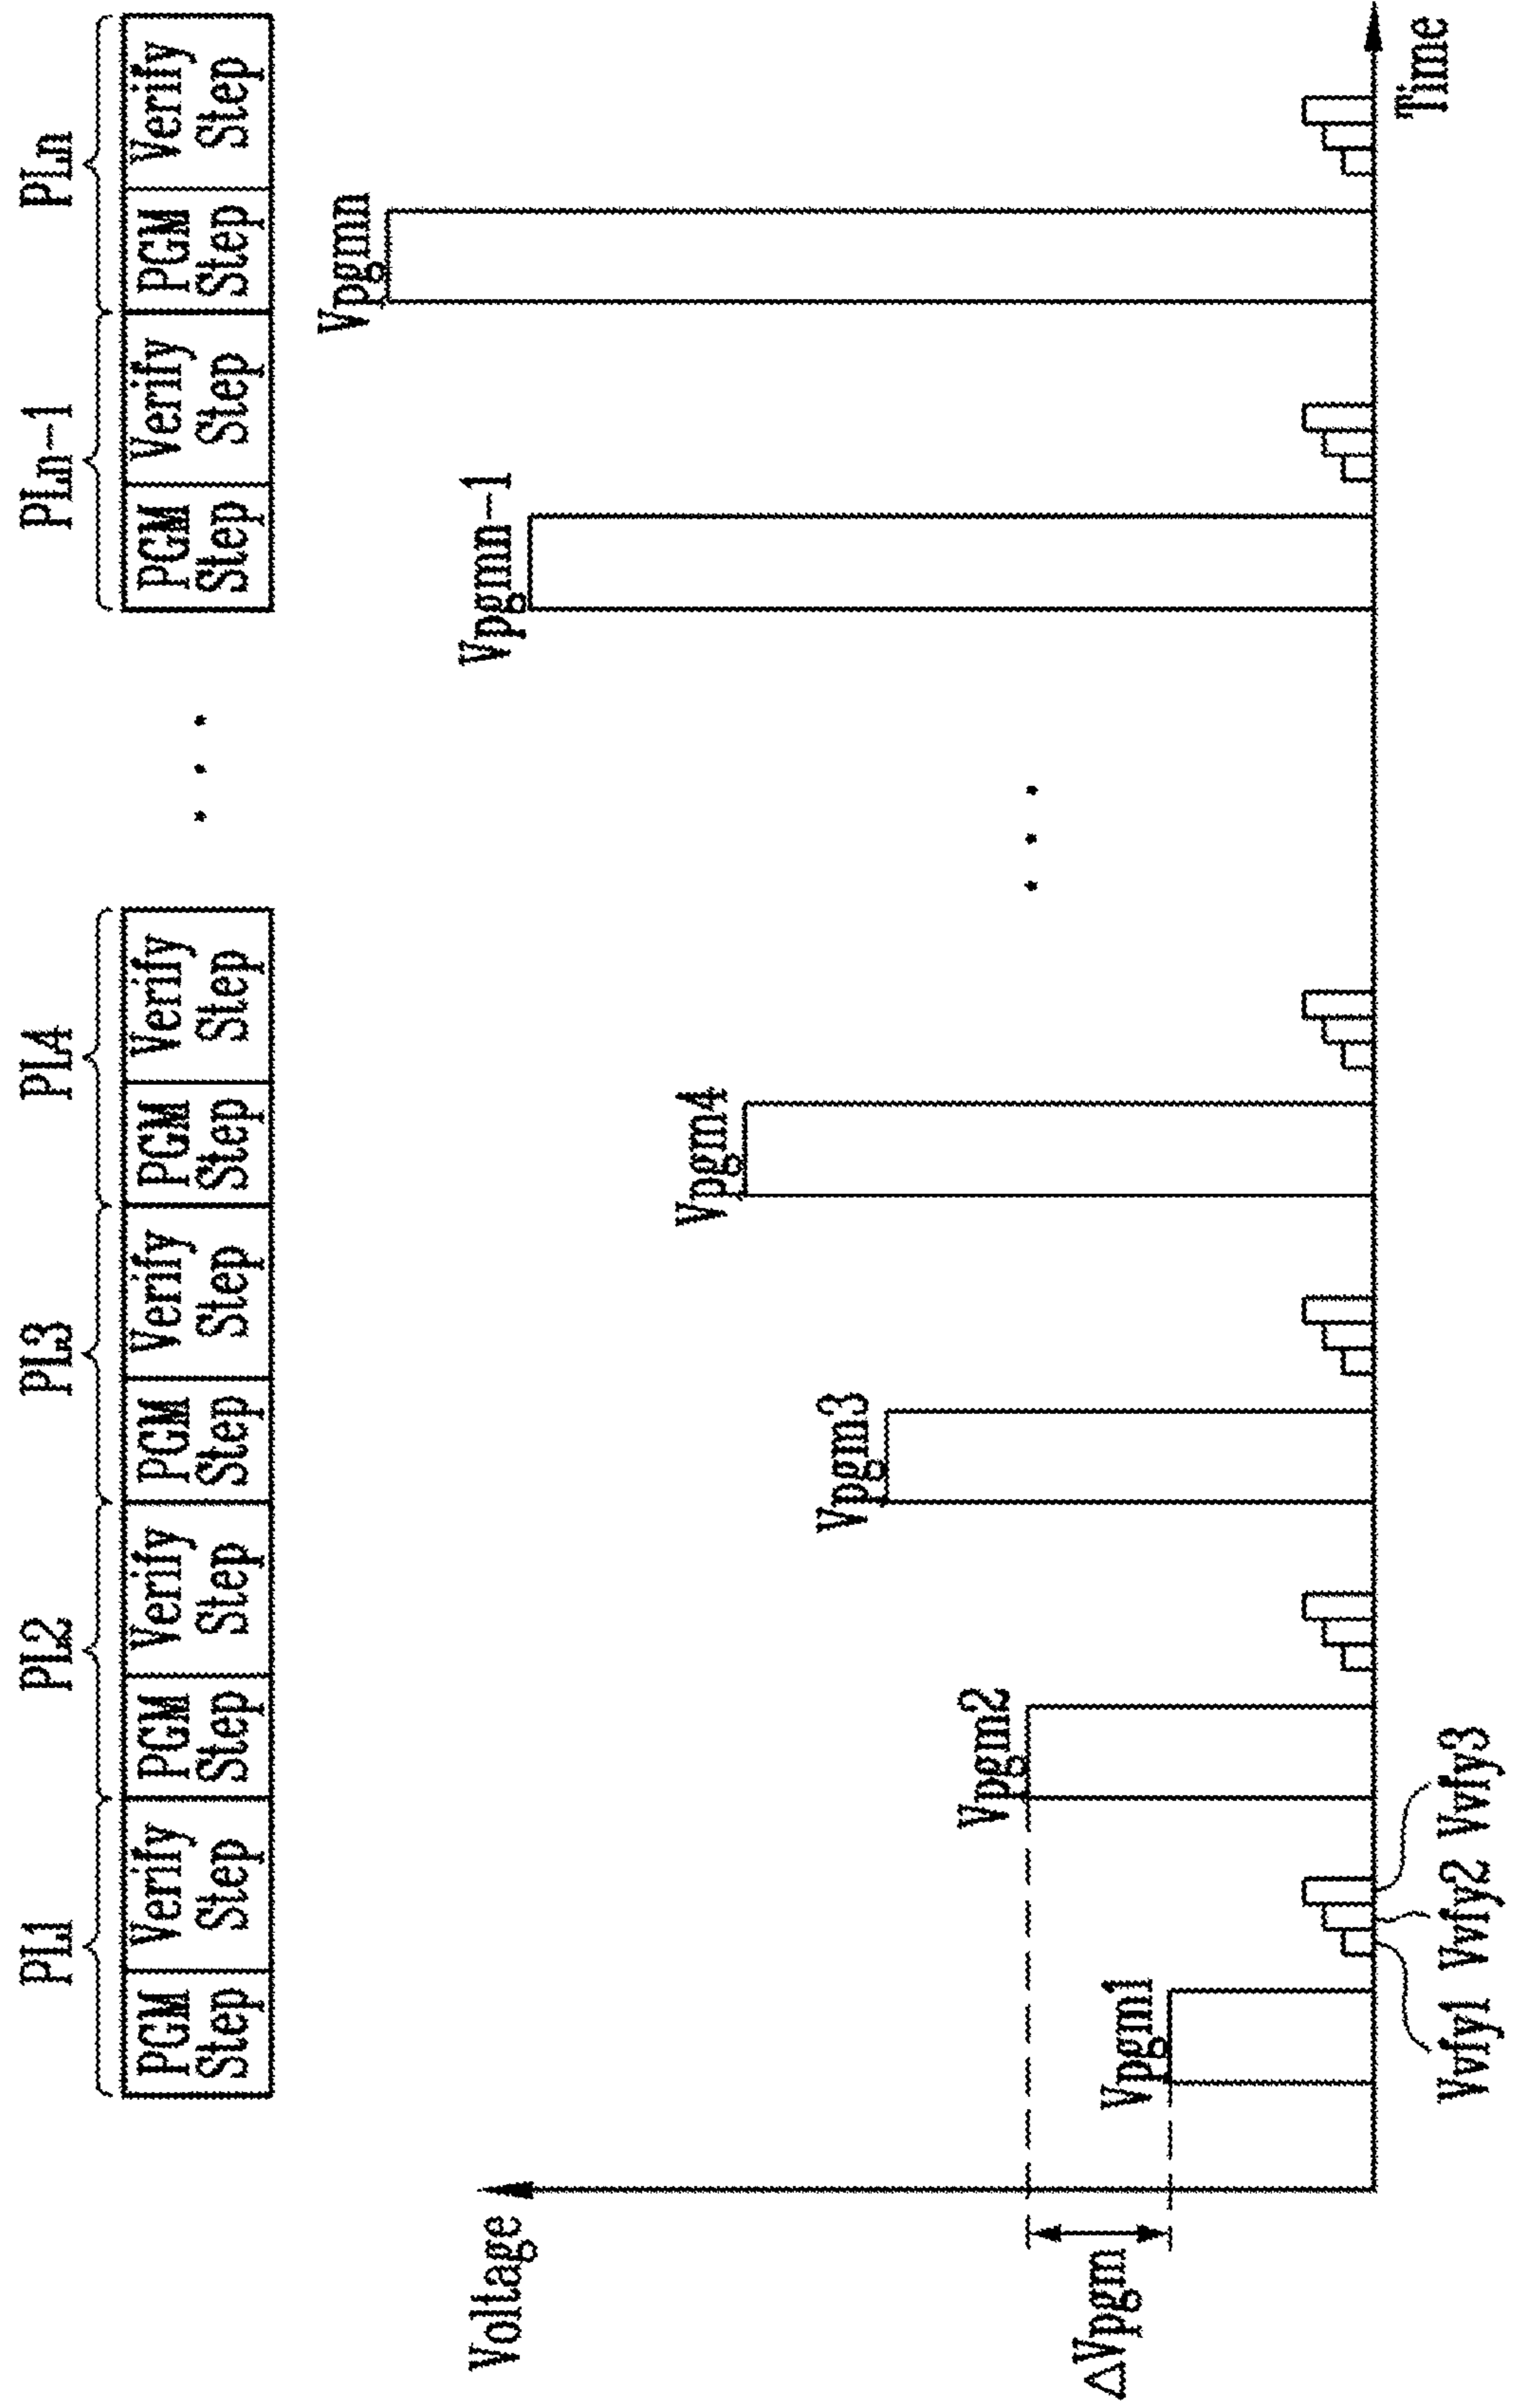 PL1 PL2 PL3 PL4 PLn-1 PLn
PGM Step Verify Step PGM Step Verify Step PGM Step Verify Step PGM Step Verify Step • • • PGM Step Verify Step PGM Step Verify Step
Vpgmn
Voltage
Vpgmn-1
Vpgm4
Vpgm3
Vpgm2
• • •
△Vpgm
Vpgm1
Time
Vvfy1 Vvfy2 Vvfy3